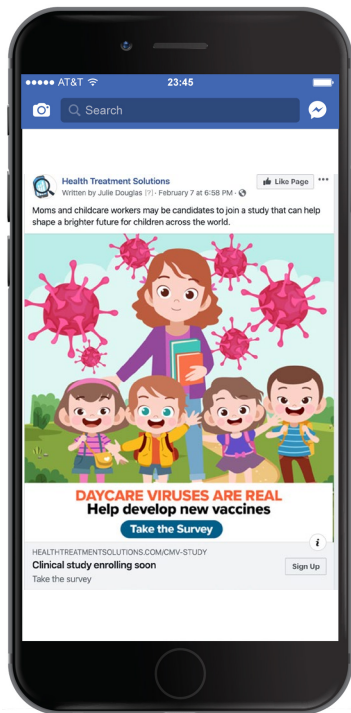 AT&T 23:45
Search
Health Treatment Solutions Like Page
Written by Julie Douglas [?] · February 7 at 6:58 PM ·
Moms and childcare workers may be candidates to join a study that can help
shape a brighter future for children across the world.
DAYCARE VIRUSES ARE REAL
Help develop new vaccines
Take the Survey
i
HEALTHTREATMENTSOLUTIONS.COM/CMV-STUDY
Clinical study enrolling soon Sign Up
Take the survey